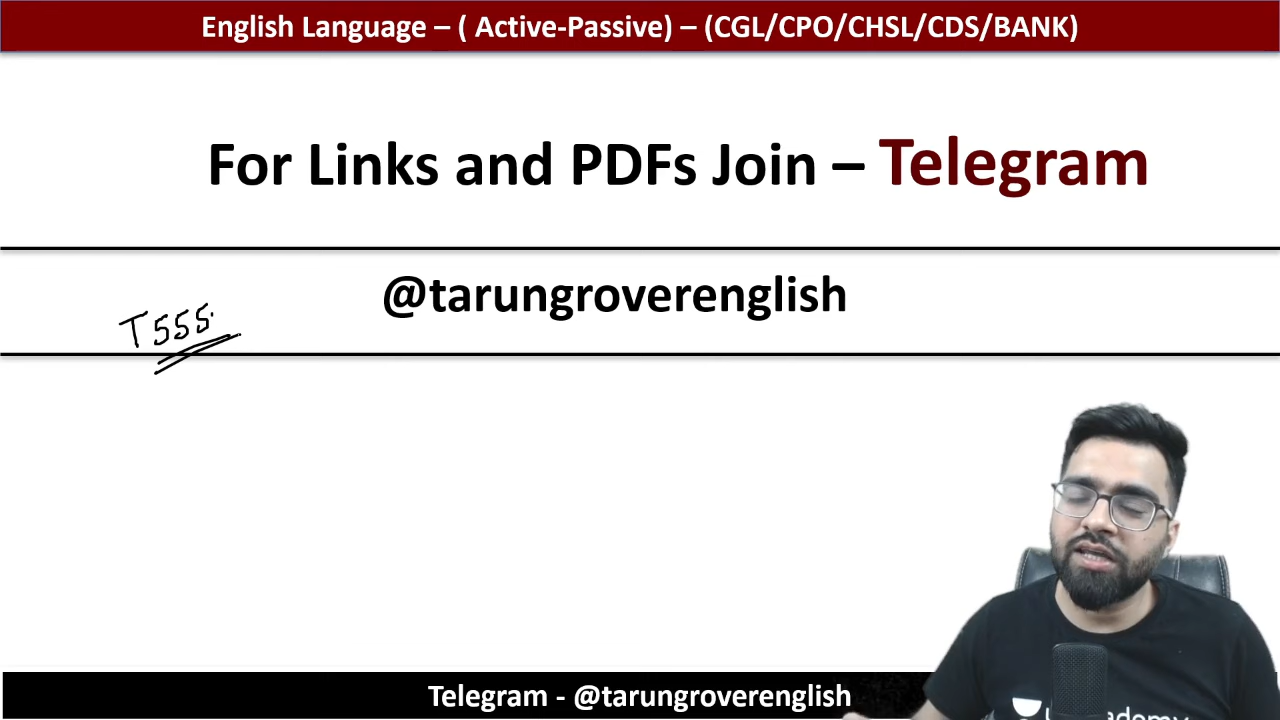 English Language – ( Active-Passive) – (CGL/CPO/CHSL/CDS/BANK)
For Links and PDFs Join – Telegram
@tarungroverenglish
T555.
Telegram - @tarungroverenglish